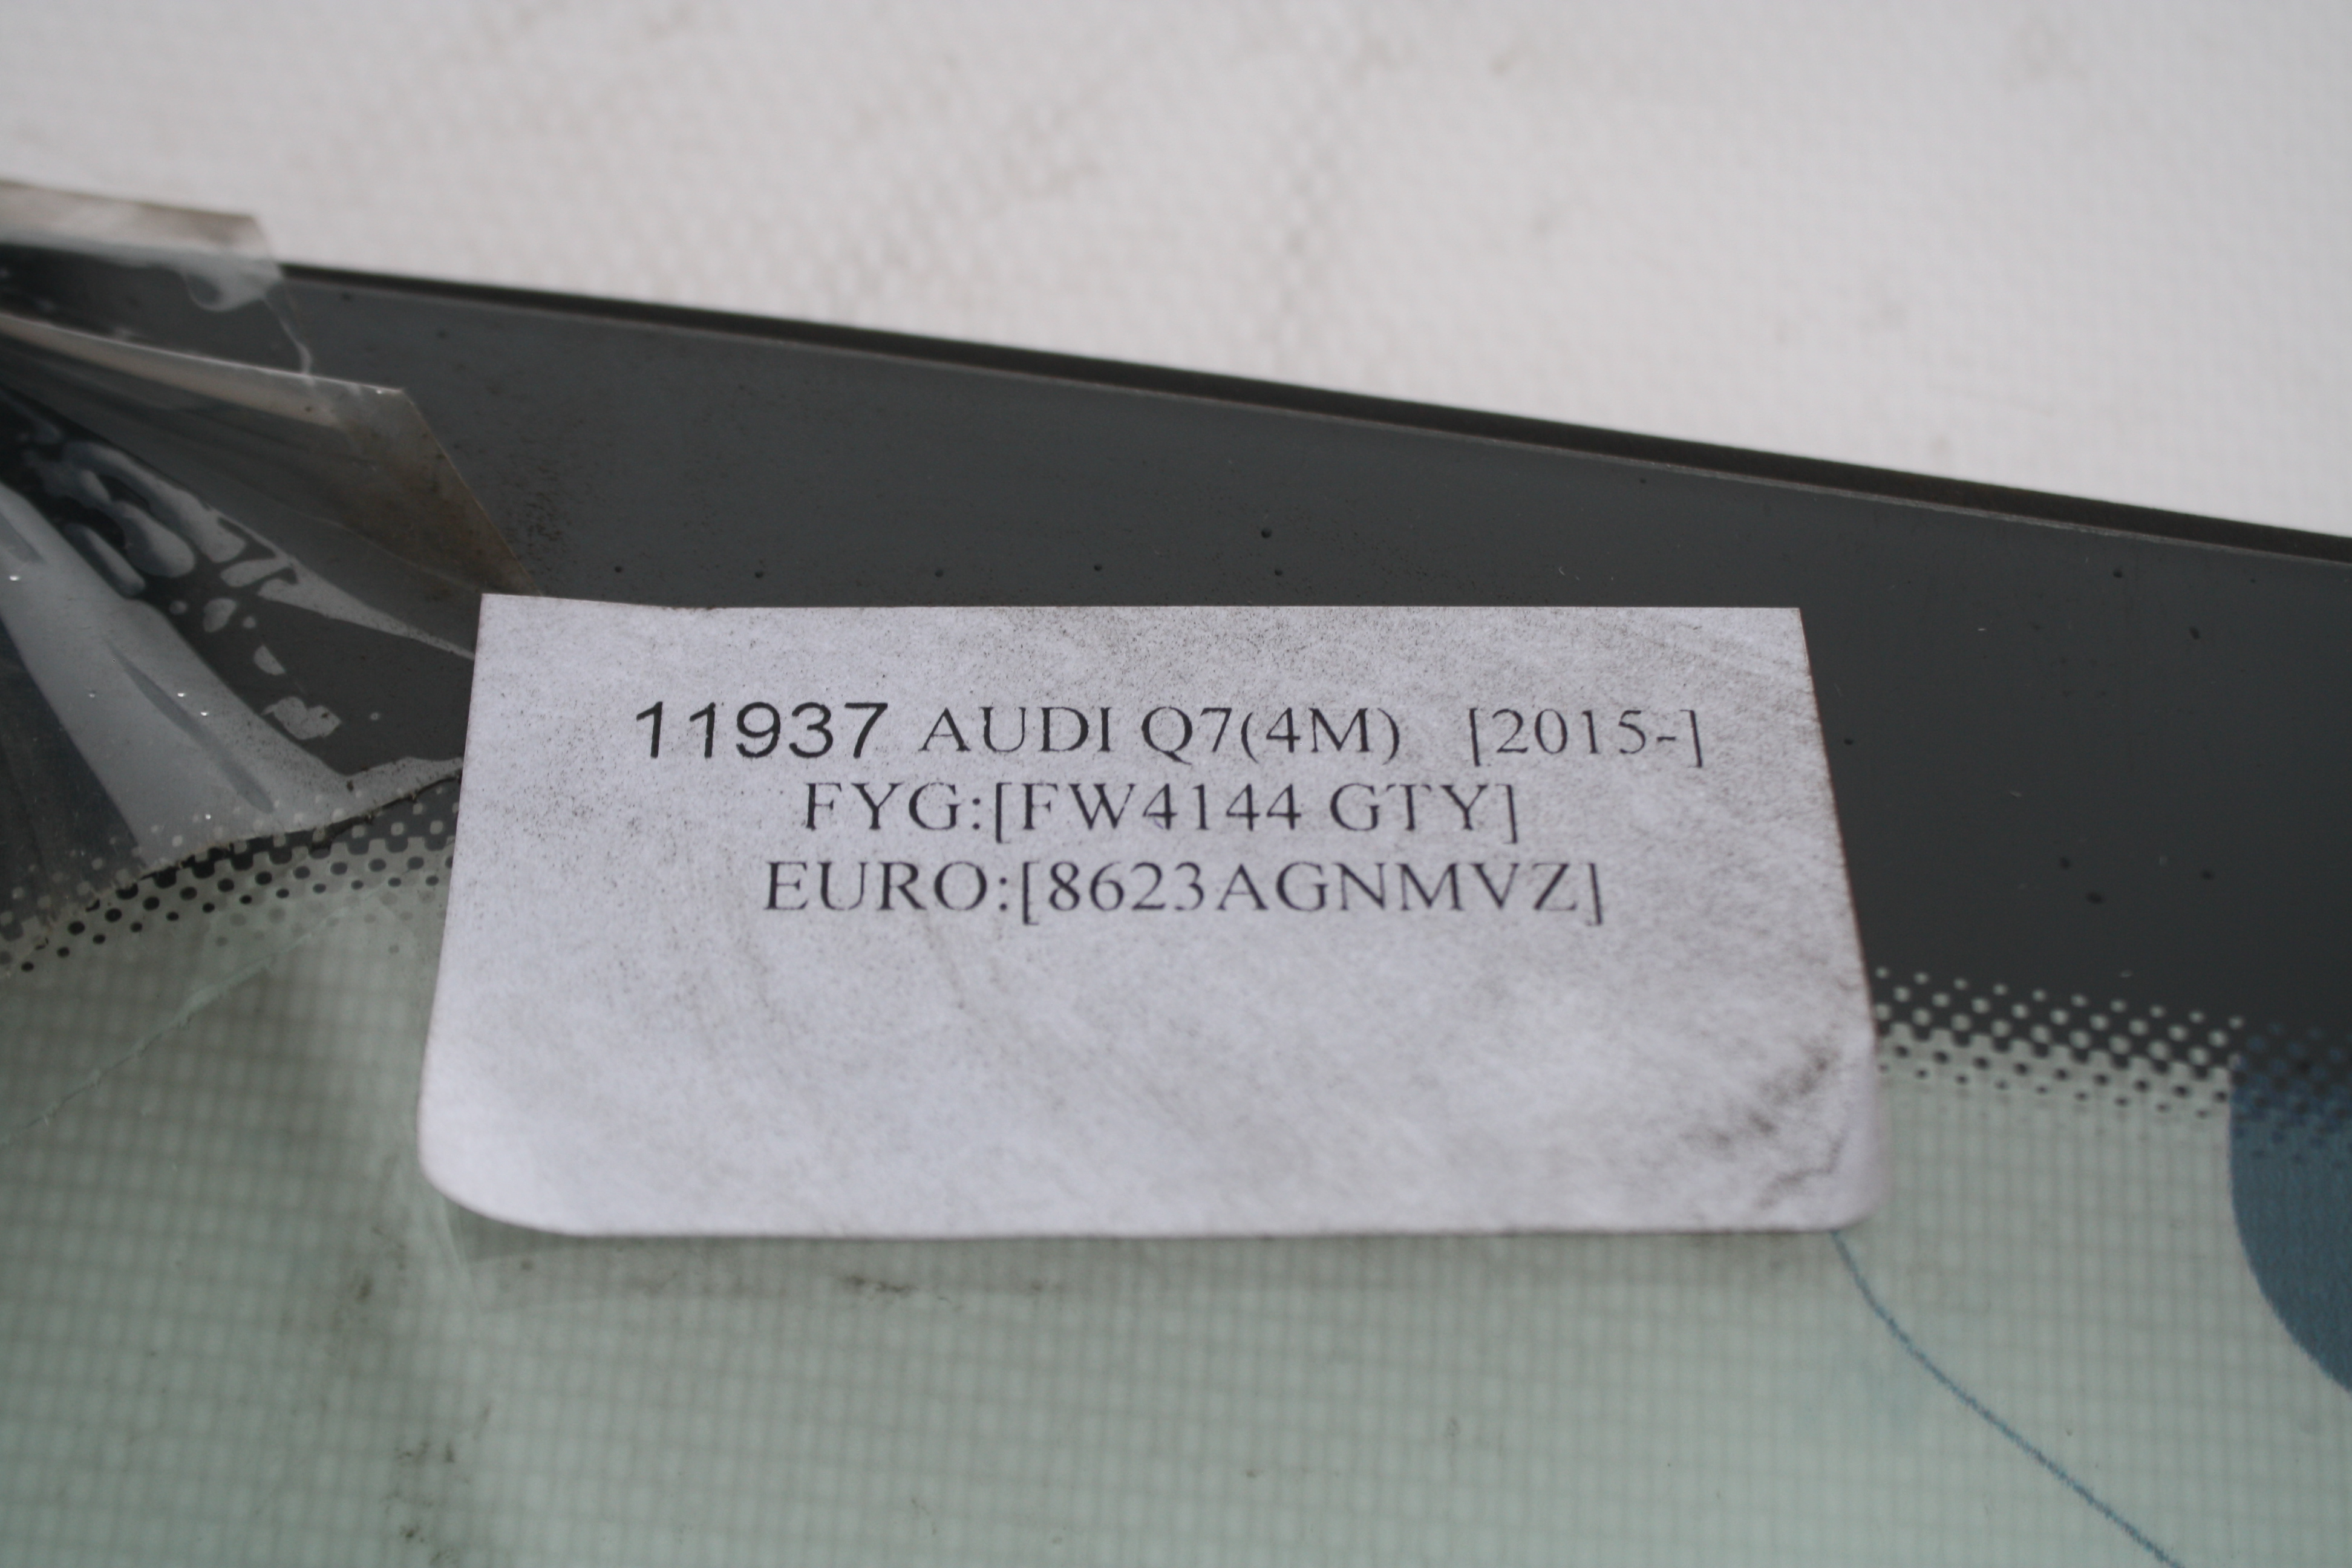 11937 AUDI Q7(4M) [2015-]
FYG:[FW4144 GTY]
EURO:[8623AGNMVZ]